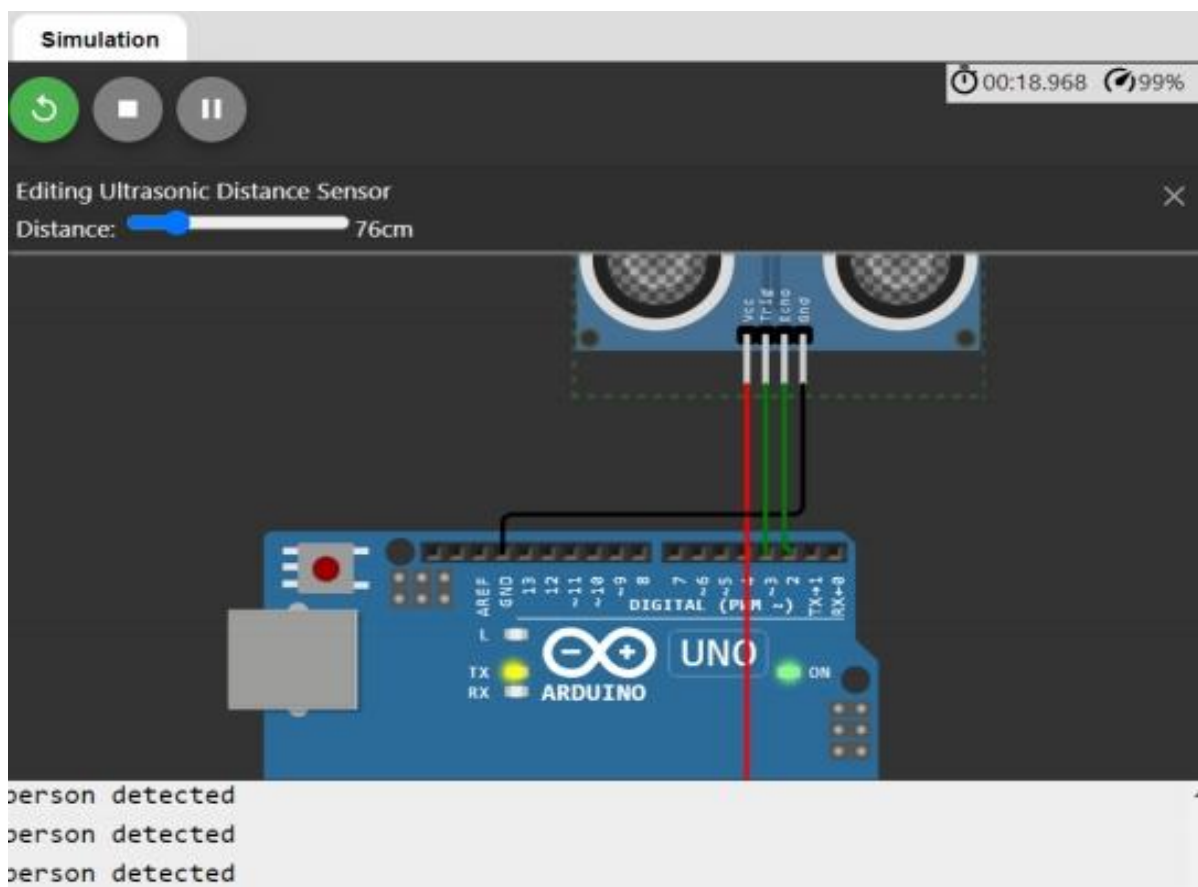 Simulation
00:18.968 99%
Editing Ultrasonic Distance Sensor
Distance: 76cm
Vcc
Trig
Echo
Gnd
AREF
GND
13
12
~11
~10
~9
8
7
~6
~5
4
~3
2
TX→1
RX←0
DIGITAL (PWM ~)
L
TX
RX
UNO
ARDUINO
ON
person detected
person detected
person detected